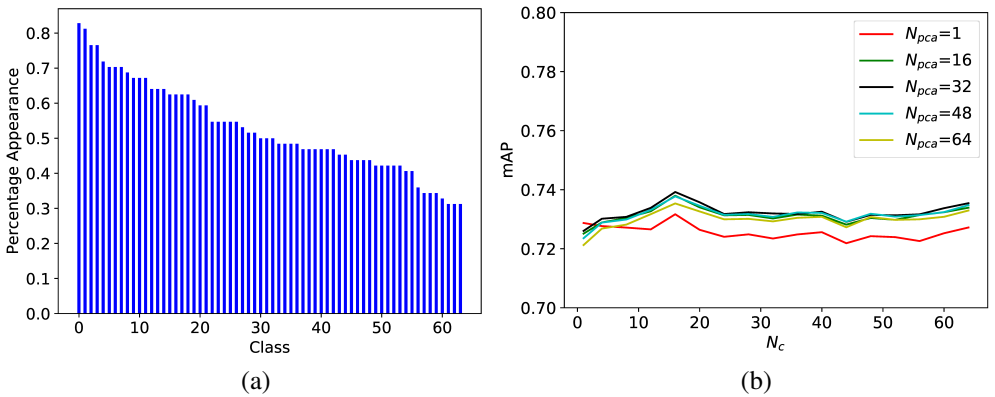 0.8
0.7
0.6
0.5
0.4
0.3
0.2
0.1
0.0
Percentage Appearance
0 10 20 30 40 50 60
Class
(a)
0.80
0.78
0.76
0.74
0.72
0.70
mAP
N_pca=1
N_pca=16
N_pca=32
N_pca=48
N_pca=64
0 10 20 30 40 50 60
N_c
(b)